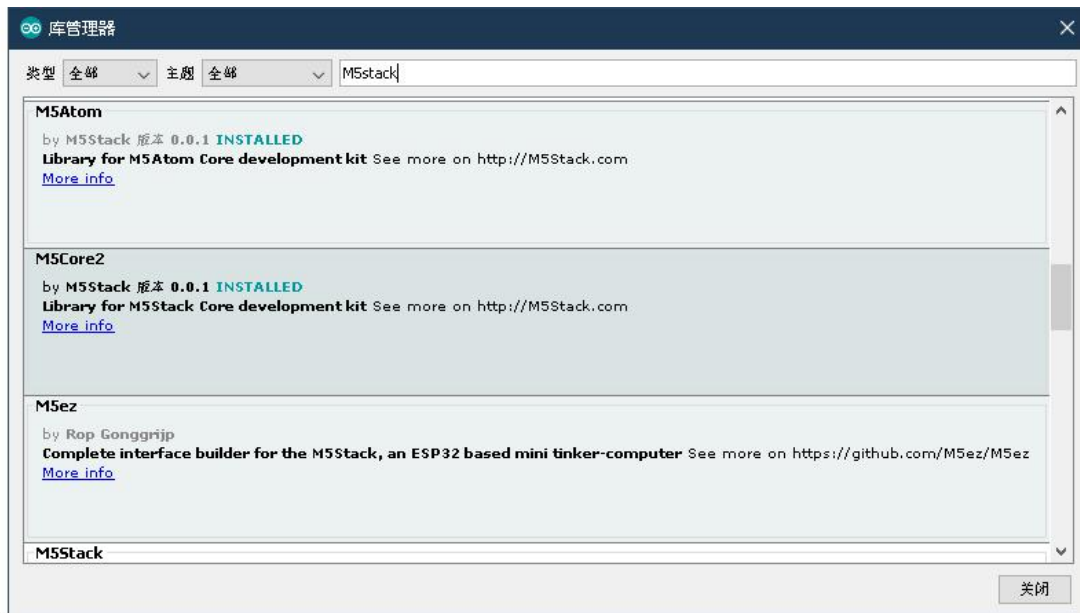 库管理器
类型 全部 主题 全部 M5stack
M5Atom
by M5Stack 版本 0.0.1 INSTALLED
Library for M5Atom Core development kit See more on http://M5Stack.com
More info
M5Core2
by M5Stack 版本 0.0.1 INSTALLED
Library for M5Stack Core development kit See more on http://M5Stack.com
More info
M5ez
by Rop Gonggrijp
Complete interface builder for the M5Stack, an ESP32 based mini tinker-computer See more on https://github.com/M5ez/M5ez
More info
M5Stack
关闭